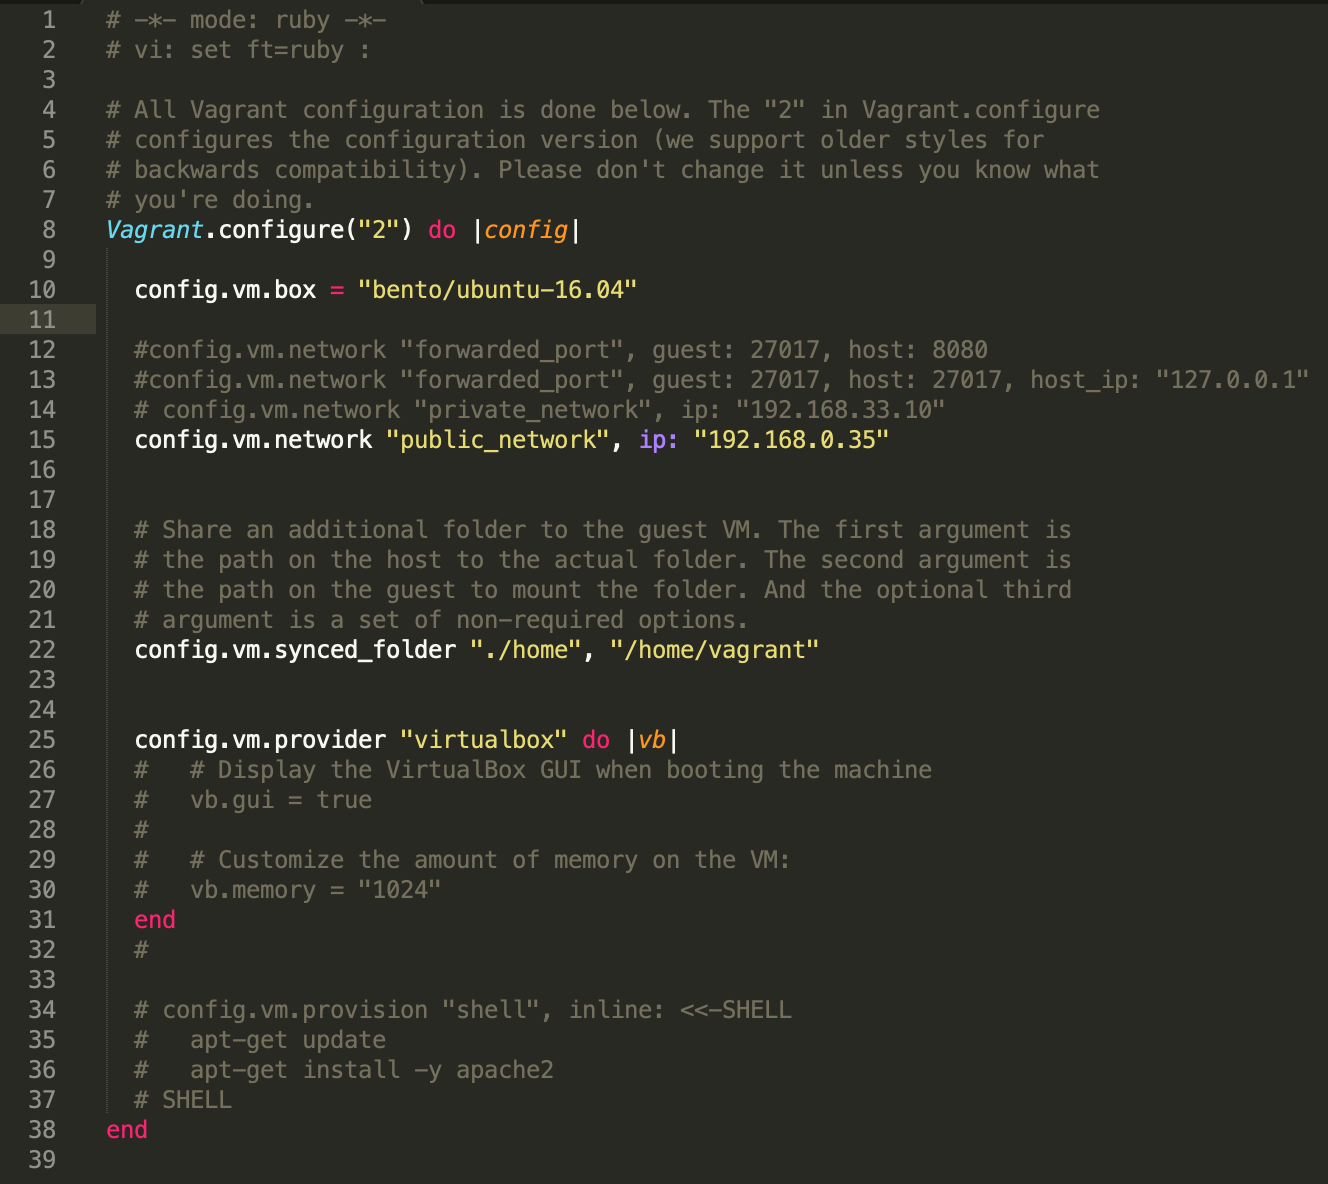 1 # -*- mode: ruby -*-
2 # vi: set ft=ruby :
3
4 # All Vagrant configuration is done below. The "2" in Vagrant.configure
5 # configures the configuration version (we support older styles for
6 # backwards compatibility). Please don't change it unless you know what
7 # you're doing.
8 Vagrant.configure("2") do |config|
9
10   config.vm.box = "bento/ubuntu-16.04"
11
12   #config.vm.network "forwarded_port", guest: 27017, host: 8080
13   #config.vm.network "forwarded_port", guest: 27017, host: 27017, host_ip: "127.0.0.1"
14   # config.vm.network "private_network", ip: "192.168.33.10"
15   config.vm.network "public_network", ip: "192.168.0.35"
16
17
18   # Share an additional folder to the guest VM. The first argument is
19   # the path on the host to the actual folder. The second argument is
20   # the path on the guest to mount the folder. And the optional third
21   # argument is a set of non-required options.
22   config.vm.synced_folder "./home", "/home/vagrant"
23
24
25   config.vm.provider "virtualbox" do |vb|
26   #   # Display the VirtualBox GUI when booting the machine
27   #   vb.gui = true
28   #
29   #   # Customize the amount of memory on the VM:
30   #   vb.memory = "1024"
31   end
32   #
33
34   # config.vm.provision "shell", inline: <<-SHELL
35   #   apt-get update
36   #   apt-get install -y apache2
37   # SHELL
38 end
39